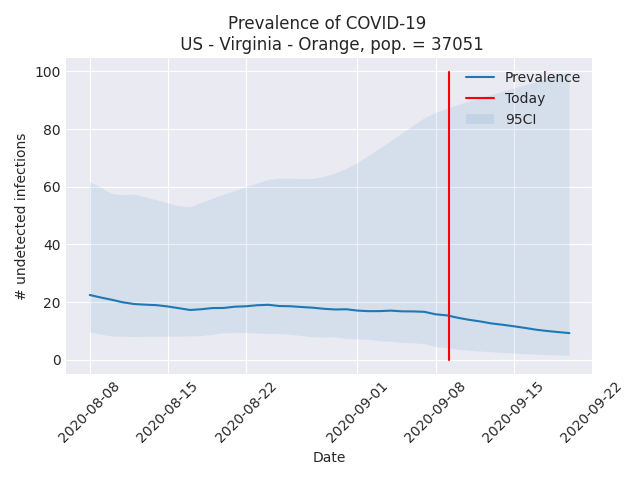 Prevalence of COVID-19
US - Virginia - Orange, pop. = 37051
100
80
60
40
20
0
# undetected infections
Prevalence
Today
95CI
2020-08-08
2020-08-15
2020-08-22
2020-09-01
2020-09-08
2020-09-15
2020-09-22
Date